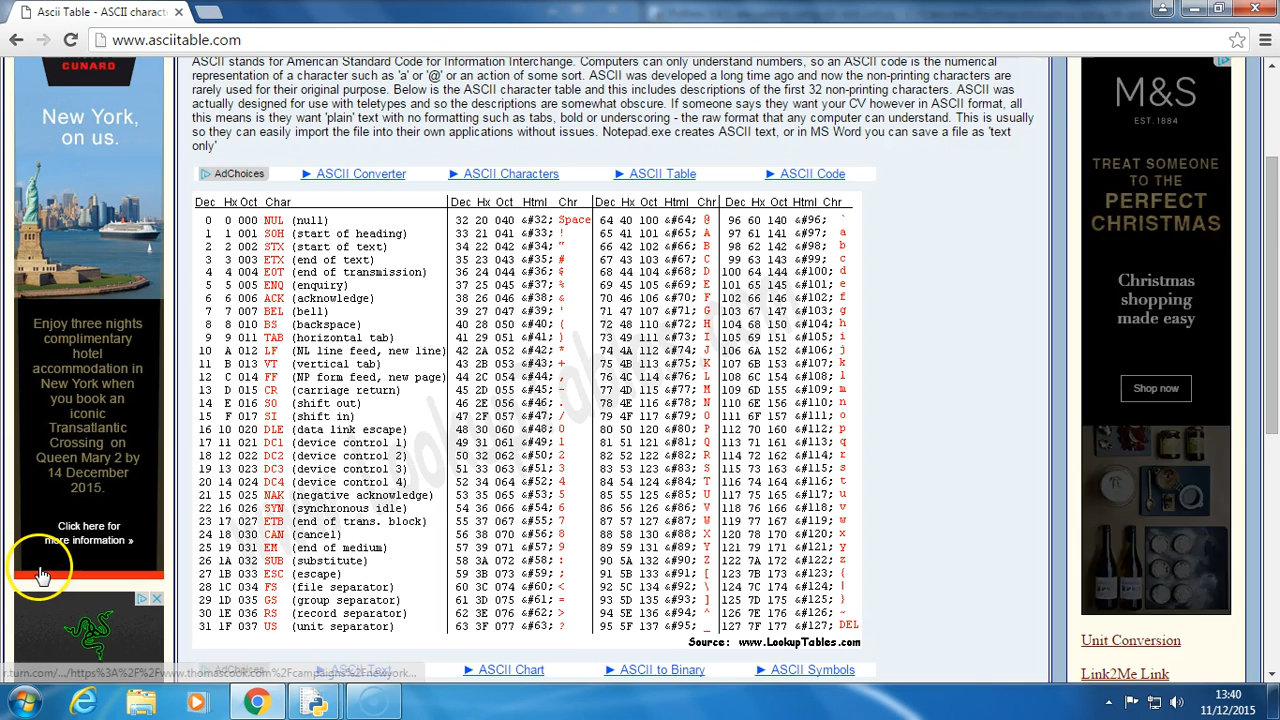 Ascii Table - ASCII charact
www.asciitable.com
CUNARD
New York,
on us.
Enjoy three nights
complimentary
hotel
accommodation in
New York when
you book an
iconic
Transatlantic
Crossing on
Queen Mary 2 by
14 December
2015.
Click here for
more information »
ASCII stands for American Standard Code for Information Interchange. Computers can only understand numbers, so an ASCII code is the numerical
representation of a character such as 'a' or '@' or an action of some sort. ASCII was developed a long time ago and now the non-printing characters are
rarely used for their original purpose. Below is the ASCII character table and this includes descriptions of the first 32 non-printing characters. ASCII was
actually designed for use with teletypes and so the descriptions are somewhat obscure. If someone says they want your CV however in ASCII format, all
this means is they want 'plain' text with no formatting such as tabs, bold or underscoring - the raw format that any computer can understand. This is usually
so they can easily import the file into their own applications without issues. Notepad.exe creates ASCII text, or in MS Word you can save a file as 'text
only'
AdChoices ► ASCII Converter ► ASCII Characters ► ASCII Table ► ASCII Code
Dec Hx Oct Char Dec Hx Oct Html Chr Dec Hx Oct Html Chr Dec Hx Oct Html Chr
0 0 000 NUL (null) 32 20 040 &#32; Space 64 40 100 &#64; @ 96 60 140 &#96; `
1 1 001 SOH (start of heading) 33 21 041 &#33; ! 65 41 101 &#65; A 97 61 141 &#97; a
2 2 002 STX (start of text) 34 22 042 &#34; " 66 42 102 &#66; B 98 62 142 &#98; b
3 3 003 ETX (end of text) 35 23 043 &#35; # 67 43 103 &#67; C 99 63 143 &#99; c
4 4 004 EOT (end of transmission) 36 24 044 &#36; $ 68 44 104 &#68; D 100 64 144 &#100; d
5 5 005 ENQ (enquiry) 37 25 045 &#37; % 69 45 105 &#69; E 101 65 145 &#101; e
6 6 006 ACK (acknowledge) 38 26 046 &#38; & 70 46 106 &#70; F 102 66 146 &#102; f
7 7 007 BEL (bell) 39 27 047 &#39; ' 71 47 107 &#71; G 103 67 147 &#103; g
8 8 010 BS (backspace) 40 28 050 &#40; ( 72 48 110 &#72; H 104 68 150 &#104; h
9 9 011 TAB (horizontal tab) 41 29 051 &#41; ) 73 49 111 &#73; I 105 69 151 &#105; i
10 A 012 LF (NL line feed, new line) 42 2A 052 &#42; * 74 4A 112 &#74; J 106 6A 152 &#106; j
11 B 013 VT (vertical tab) 43 2B 053 &#43; + 75 4B 113 &#75; K 107 6B 153 &#107; k
12 C 014 FF (NP form feed, new page) 44 2C 054 &#44; , 76 4C 114 &#76; L 108 6C 154 &#108; l
13 D 015 CR (carriage return) 45 2D 055 &#45; - 77 4D 115 &#77; M 109 6D 155 &#109; m
14 E 016 SO (shift out) 46 2E 056 &#46; . 78 4E 116 &#78; N 110 6E 156 &#110; n
15 F 017 SI (shift in) 47 2F 057 &#47; / 79 4F 117 &#79; O 111 6F 157 &#111; o
16 10 020 DLE (data link escape) 48 30 060 &#48; 0 80 50 120 &#80; P 112 70 160 &#112; p
17 11 021 DC1 (device control 1) 49 31 061 &#49; 1 81 51 121 &#81; Q 113 71 161 &#113; q
18 12 022 DC2 (device control 2) 50 32 062 &#50; 2 82 52 122 &#82; R 114 72 162 &#114; r
19 13 023 DC3 (device control 3) 51 33 063 &#51; 3 83 53 123 &#83; S 115 73 163 &#115; s
20 14 024 DC4 (device control 4) 52 34 064 &#52; 4 84 54 124 &#84; T 116 74 164 &#116; t
21 15 025 NAK (negative acknowledge) 53 35 065 &#53; 5 85 55 125 &#85; U 117 75 165 &#117; u
22 16 026 SYN (synchronous idle) 54 36 066 &#54; 6 86 56 126 &#86; V 118 76 166 &#118; v
23 17 027 ETB (end of trans. block) 55 37 067 &#55; 7 87 57 127 &#87; W 119 77 167 &#119; w
24 18 030 CAN (cancel) 56 38 070 &#56; 8 88 58 130 &#88; X 120 78 170 &#120; x
25 19 031 EM (end of medium) 57 39 071 &#57; 9 89 59 131 &#89; Y 121 79 171 &#121; y
26 1A 032 SUB (substitute) 58 3A 072 &#58; : 90 5A 132 &#90; Z 122 7A 172 &#122; z
27 1B 033 ESC (escape) 59 3B 073 &#59; ; 91 5B 133 &#91; [ 123 7B 173 &#123; {
28 1C 034 FS (file separator) 60 3C 074 &#60; < 92 5C 134 &#92; \ 124 7C 174 &#124; |
29 1D 035 GS (group separator) 61 3D 075 &#61; = 93 5D 135 &#93; ] 125 7D 175 &#125; }
30 1E 036 RS (record separator) 62 3E 076 &#62; > 94 5E 136 &#94; ^ 126 7E 176 &#126; ~
31 1F 037 US (unit separator) 63 3F 077 &#63; ? 95 5F 137 &#95; _ 127 7F 177 &#127; DEL
Source: www.LookupTables.com
AdChoices ► ASCII Text ► ASCII Chart ► ASCII to Binary ► ASCII Symbols
M&S
EST. 1884
TREAT SOMEONE
TO THE
PERFECT
CHRISTMAS
Christmas
shopping
made easy
Shop now
Unit Conversion
Link2Me Link
r.turn.com/.../https%3A%2F%2Fwww.thomascook.com%2Fcampaigns%2Fnewyork...
13:40
11/12/2015